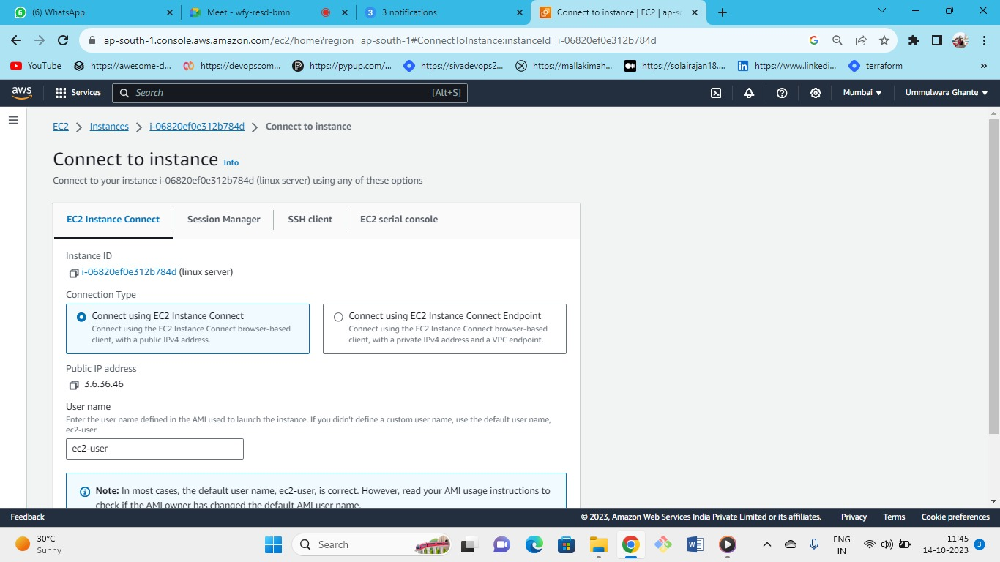 (6) WhatsApp
Meet - wfy-resd-bmn
3 3 notifications
Connect to instance | EC2 | ap-s
ap-south-1.console.aws.amazon.com/ec2/home?region=ap-south-1#ConnectToInstance:instanceId=i-06820ef0e312b784d
YouTube https://awesome-d... https://devopscom... https://pypup.com/... https://sivadevops2... https://mallakimah... https://solairajan18.... https://www.linkedi... terraform »
aws Services Search [Alt+S] Mumbai Ummulwara Ghante
EC2 Instances i-06820ef0e312b784d Connect to instance
Connect to instance Info
Connect to your instance i-06820ef0e312b784d (linux server) using any of these options
EC2 Instance Connect Session Manager SSH client EC2 serial console
Instance ID
i-06820ef0e312b784d (linux server)
Connection Type
Connect using EC2 Instance Connect
Connect using the EC2 Instance Connect browser-based
client, with a public IPv4 address.
Connect using EC2 Instance Connect Endpoint
Connect using the EC2 Instance Connect browser-based
client, with a private IPv4 address and a VPC endpoint.
Public IP address
3.6.36.46
User name
Enter the user name defined in the AMI used to launch the instance. If you didn't define a custom user name, use the default user name,
ec2-user.
ec2-user
Note: In most cases, the default user name, ec2-user, is correct. However, read your AMI usage instructions to
check if the AMI owner has changed the default AMI user name.
Feedback © 2023, Amazon Web Services India Private Limited or its affiliates. Privacy Terms Cookie preferences
30°C
Sunny
Search
ENG
IN
11:45
14-10-2023
3